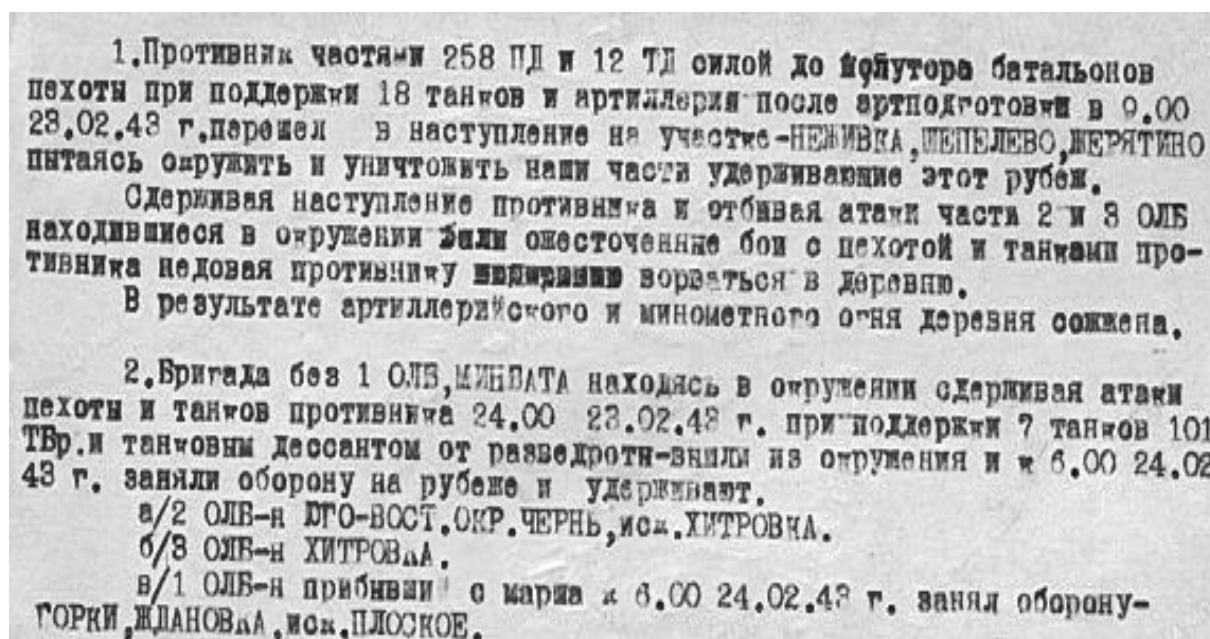 1.Противник частями 258 ПД и 12 ТД силой до полутора батальонов
пехоты при поддержки 18 танков и артиллерия после артподготовки в 9.00
23.02.43 г.перешел в наступление на участке-НЕЖИВКА,ШЕПЕЛЕВО,ЖЕРЯТИНО
пытаясь окружить и уничтожить наши части удерживающие этот рубеж.
Сдерживая наступление противника и отбивая атаки части 2 и 3 ОЛБ
находившиеся в окружении вели ожесточенные бои с пехотой и танками про-
тивника недовая противнику ворваться в деревню.
В результате артиллерийского и минометного огня деревня сожжена.
2.Бригада без 1 ОЛБ,МИНБАТА находясь в окружении сдерживая атаки
пехоты и танков противника 24.00 23.02.43 г. при поддержки 7 танков 101
ТБр.и танковым дессантом от разведроты-вышли из окружения и к 6.00 24.02
43 г. заняли оборону на рубеже и удерживают.
а/2 ОЛБ-н ЮГО-ВОСТ.ОКР.ЧЕРНЬ,иск.ХИТРОВКА.
б/3 ОЛБ-н ХИТРОВКА.
в/1 ОЛБ-н прибывши с марша к 6.00 24.02.43 г. занял оборону-
ГОРКИ,ЖДАНОВКА,иск.ПЛОСКОЕ.